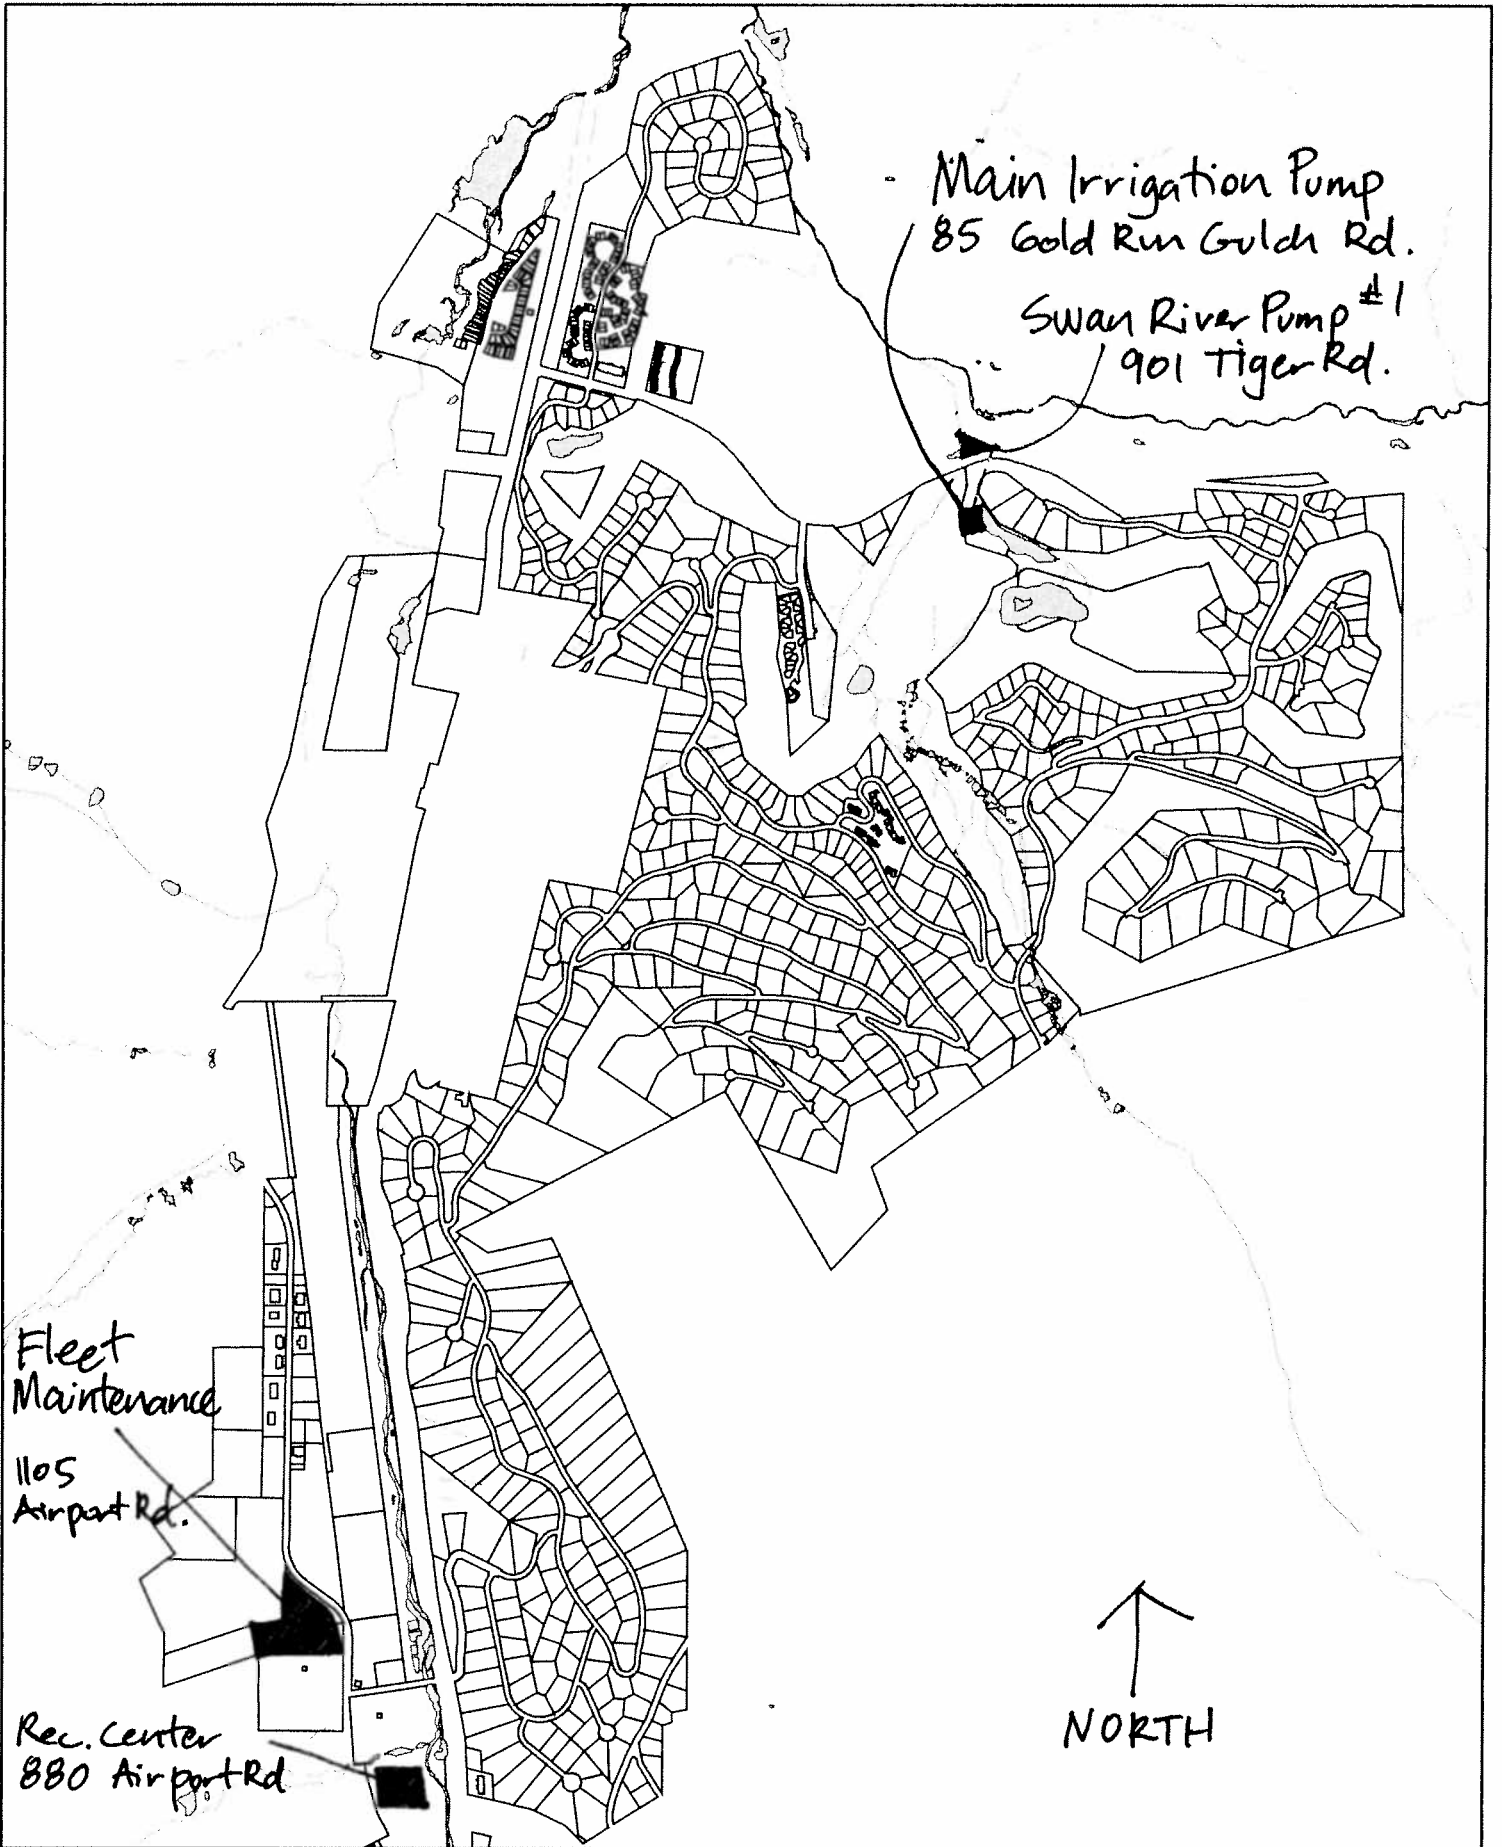 Main Irrigation Pump
85 Gold Run Gulch Rd.
Swan River Pump #1
901 Tiger Rd.
Fleet
Maintenance
1105
Airport Rd.
Rec. Center
880 Airport Rd
NORTH